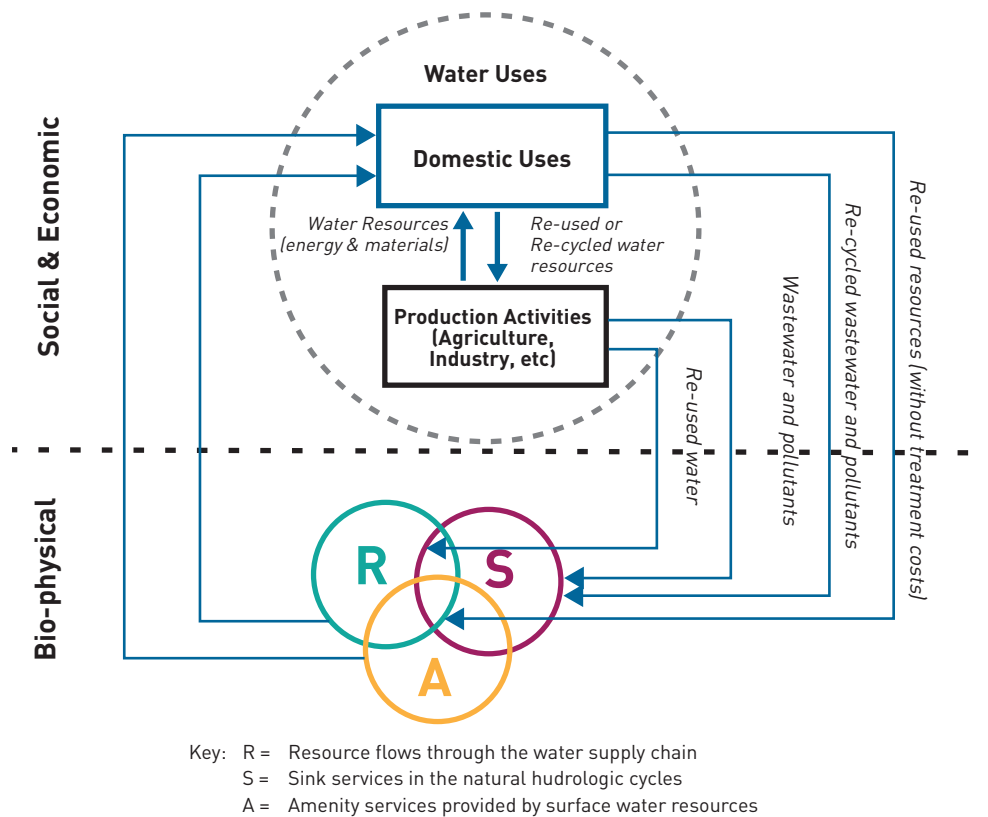 Water Uses
Social & Economic
Domestic Uses
Water Resources
(energy & materials)
Re-used or
Re-cycled water
resources
Production Activities
(Agriculture,
Industry, etc)
Re-used water
Wastewater and pollutants
Re-cycled wastewater and pollutants
Re-used resources (without treatment costs)
Bio-physical
R
S
A
Key: R = Resource flows through the water supply chain
S = Sink services in the natural hudrologic cycles
A = Amenity services provided by surface water resources